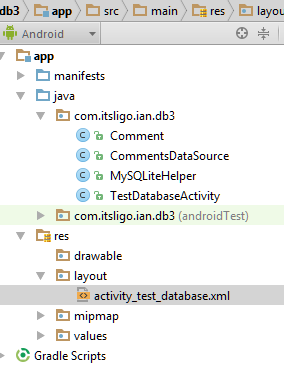 db3 app src main res layou
Android
app
manifests
java
com.itsligo.ian.db3
Comment
CommentsDataSource
MySQLiteHelper
TestDatabaseActivity
com.itsligo.ian.db3 (androidTest)
res
drawable
layout
activity_test_database.xml
mipmap
values
Gradle Scripts